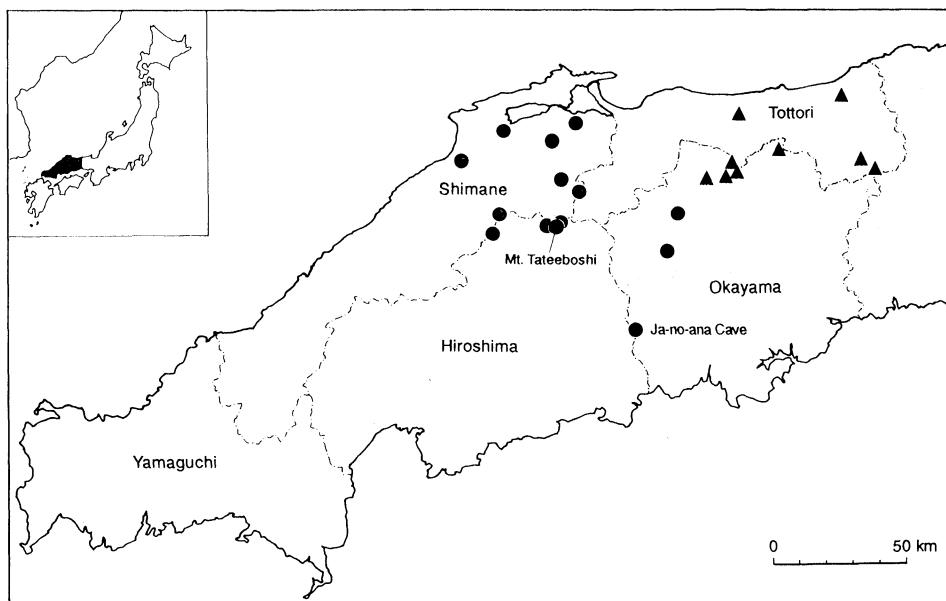 Tottori
Shimane
Mt. Tateeboshi
Okayama
Ja-no-ana Cave
Hiroshima
Yamaguchi
0 50 km